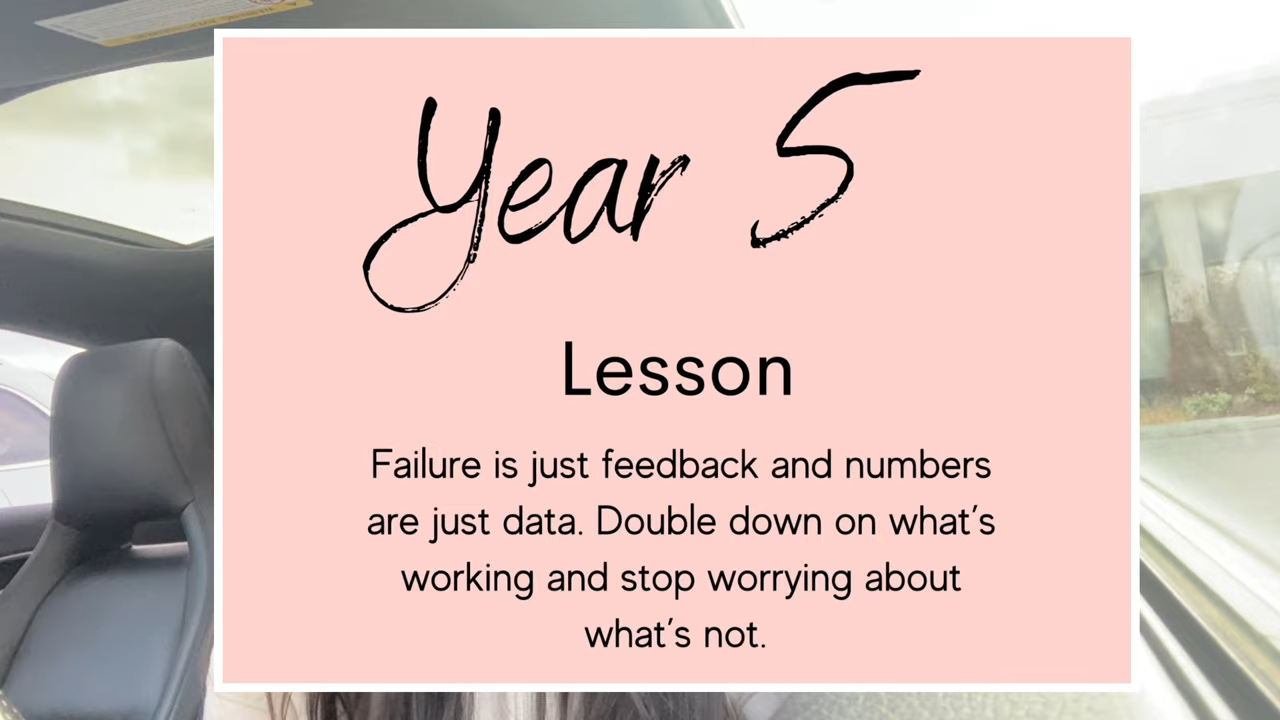 Year 5
Lesson
Failure is just feedback and numbers
are just data. Double down on what's
working and stop worrying about
what's not.